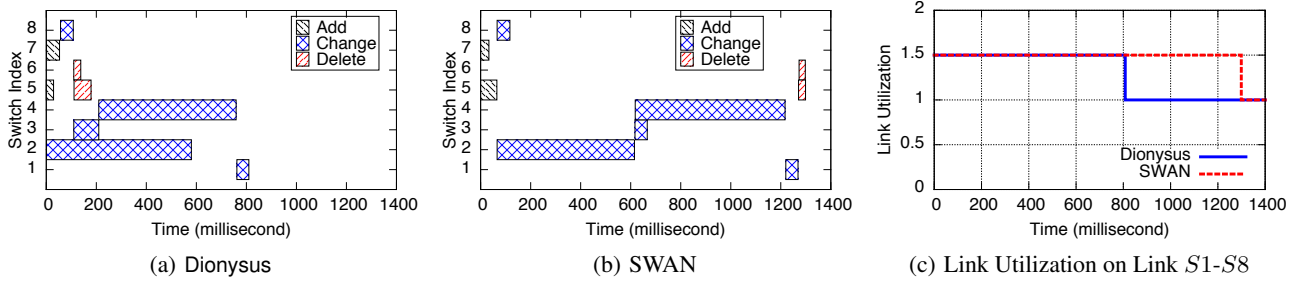 8
7
6
5
4
3
2
1
Switch Index
Add
Change
Delete
0 200 400 600 800 1000 1200 1400
Time (millisecond)
(a) Dionysus
8
7
6
5
4
3
2
1
Switch Index
Add
Change
Delete
0 200 400 600 800 1000 1200 1400
Time (millisecond)
(b) SWAN
2
1.5
1
0.5
0
Link Utilization
Dionysus
SWAN
0 200 400 600 800 1000 1200 1400
Time (millisecond)
(c) Link Utilization on Link S1-S8